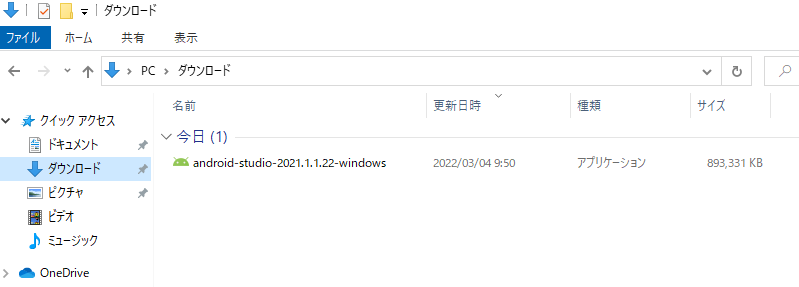 ダウンロード
ファイル ホーム 共有 表示
PC ダウンロード
名前 更新日時 種類 サイズ
クイック アクセス
今日 (1)
ドキュメント
ダウンロード
android-studio-2021.1.1.22-windows 2022/03/04 9:50 アプリケーション 893,331 KB
ピクチャ
ビデオ
ミュージック
OneDrive